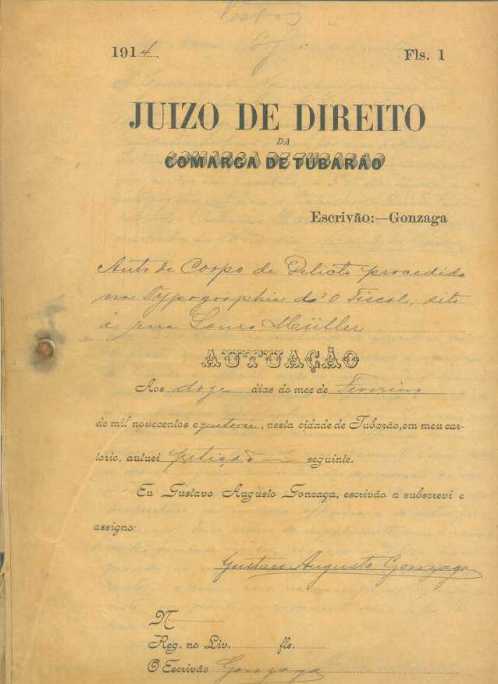 1914 Fls. 1
JUIZO DE DIREITO
DA
COMARCA DE TUBARÃO
Escrivão:—Gonzaga
Auto de Corpo de Delicto procedido
na Typographia do "O Fiscal, sito
á rua Lauro Müller
AUTUAÇÃO
Aos doze dias do mez de Fevereiro
de mil novecentos e quatorze, nesta cidade de Tubarão, em meu car-
torio, autuei petição seguinte.
Eu Gustavo Augusto Gonzaga, escrivão a subscrevi e
assigno:
Gustavo Augusto Gonzaga
N
Reg. no Liv. fls.
O Escrivão Gonzaga